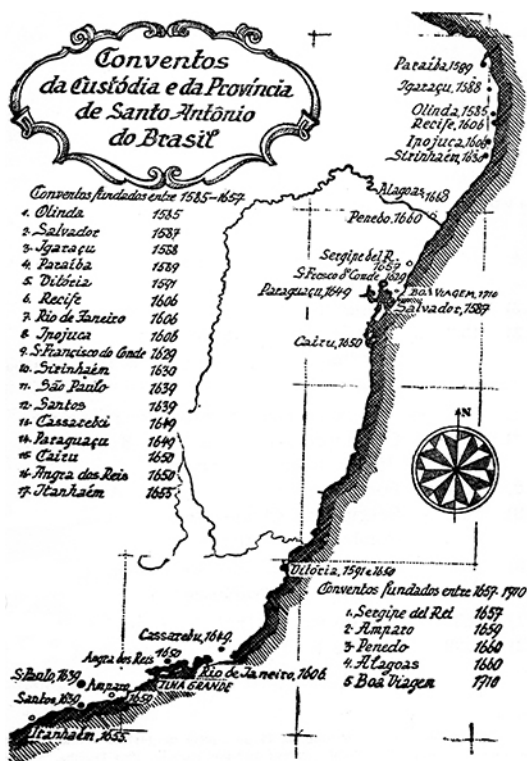 Conventos
da Custódia e da Província
de Santo Antônio
do Brasil
Conventos fundados entre 1585-1657
1. Olinda 1585
2. Salvador 1587
3. Igaraçu 1588
4. Paraíba 1589
5. Vitória 1591
6. Recife 1606
7. Rio de Janeiro 1606
8. Ipojuca 1606
9. S. Francisco do Conde 1629
10. Sirinhaém 1630
11. São Paulo 1639
12. Santos 1639
13. Cassarebi 1649
14. Paraguaçu 1649
15. Cairu 1650
16. Angra dos Reis 1650
17. Itanhaém 1655
Paraíba, 1589
Igaraçu, 1588
Olinda, 1585
Recife, 1606
Ipojuca, 1606
Sirinhaém, 1630
Alagoas,
Penedo, 1660
Sergipe del R.
1657
S. Fresco do Conde 1629
Paraguaçu, 1649
BOA VIAGEM, 1710
Salvador, 1587
Cairu, 1650
N
Vitória, 1591 e 1650
Conventos fundados entre 1657-1710
1. Sergipe del Rel 1657
2. Amparo 1659
3. Penedo 1660
4. Alagoas 1660
5. Boa Viagem 1710
Cassarebu, 1649
Angra dos Reis 1650
Rio de Janeiro, 1606
ILHA GRANDE
S. Paulo, 1639
Amparo
Santos, 1639
Itanhaém, 1655